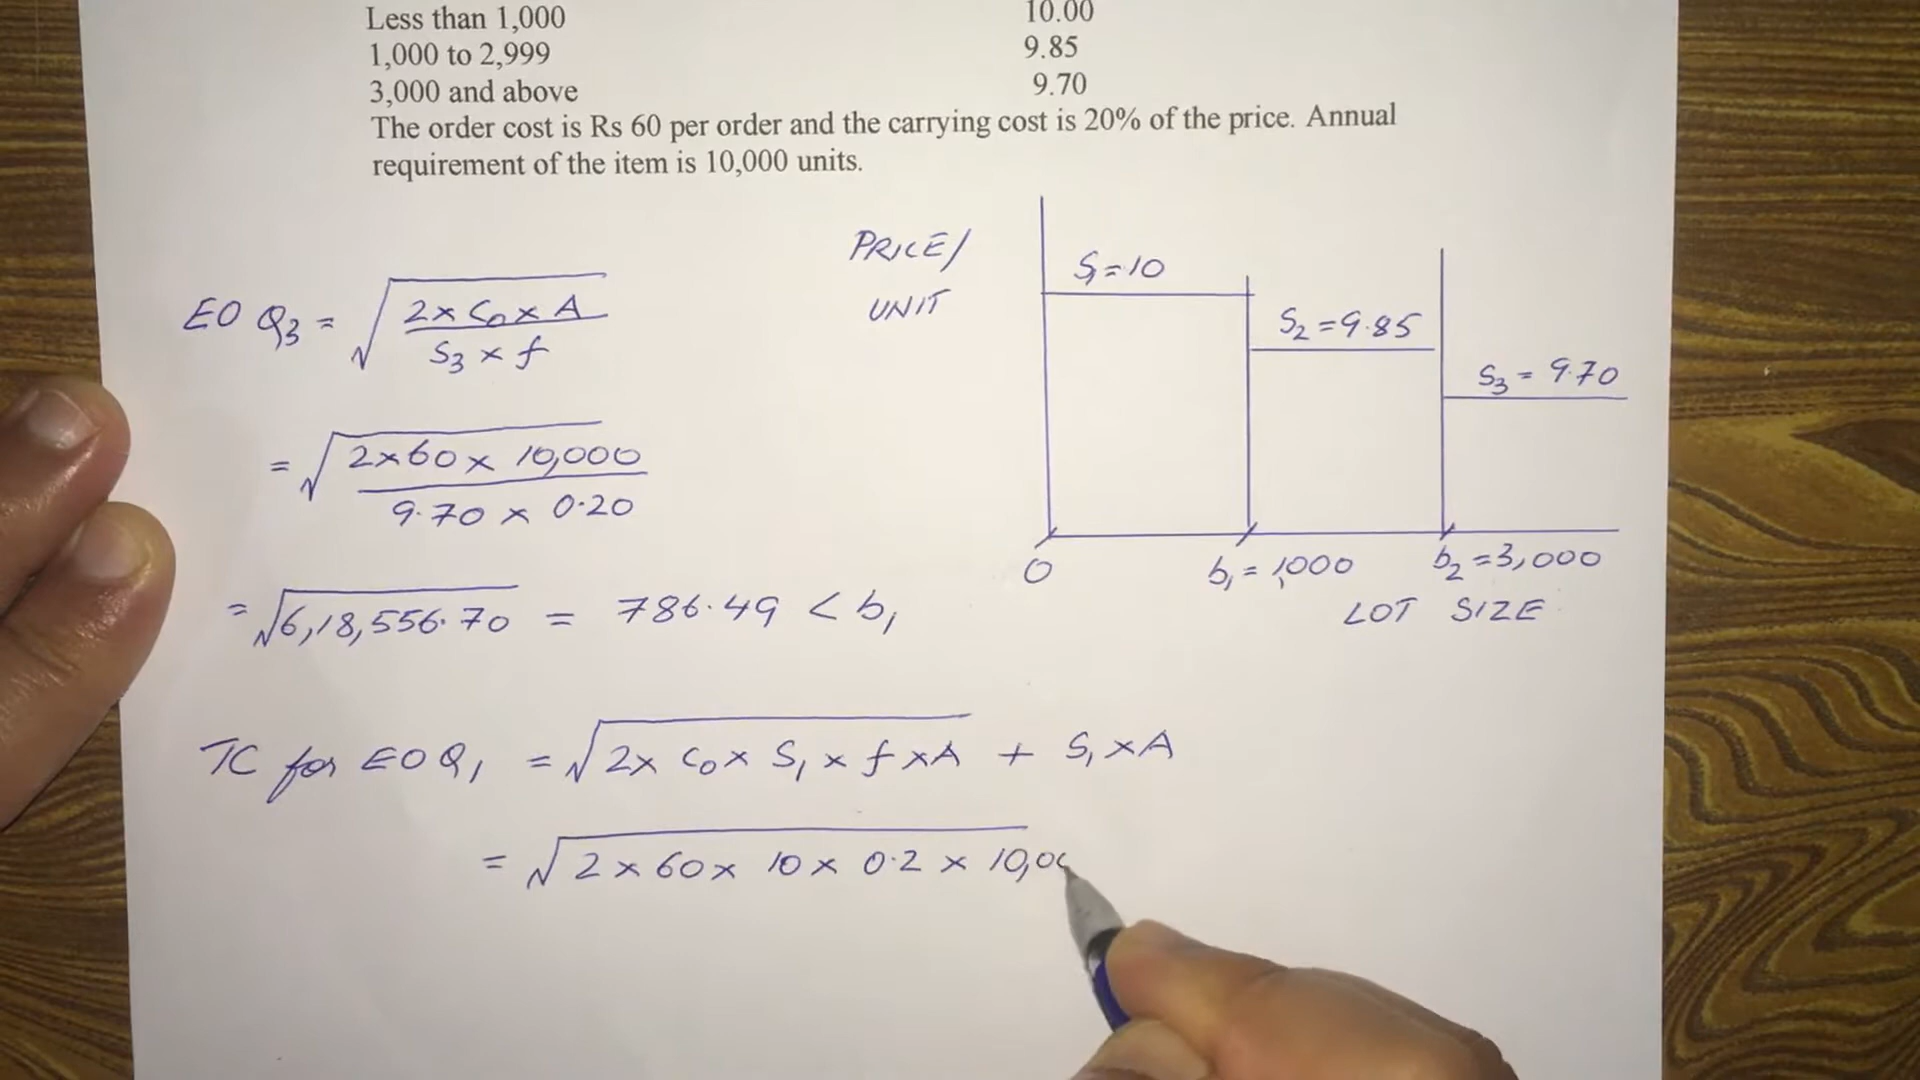 Less than 1,000 10.00
1,000 to 2,999 9.85
3,000 and above 9.70
The order cost is Rs 60 per order and the carrying cost is 20% of the price. Annual
requirement of the item is 10,000 units.
PRICE/
UNIT
S₁=10
S₂=9.85
S₃=9.70
0
b₁=1,000
b₂=3,000
LOT SIZE
EOQ₃ = √(2×C₀×A / S₃×f)
= √(2×60×10,000 / 9.70×0.20)
= √6,18,556.70 = 786.49 < b₁
TC for EOQ₁ = √(2×C₀×S₁×f×A) + S₁×A
= √2×60×10×0.2×10,00